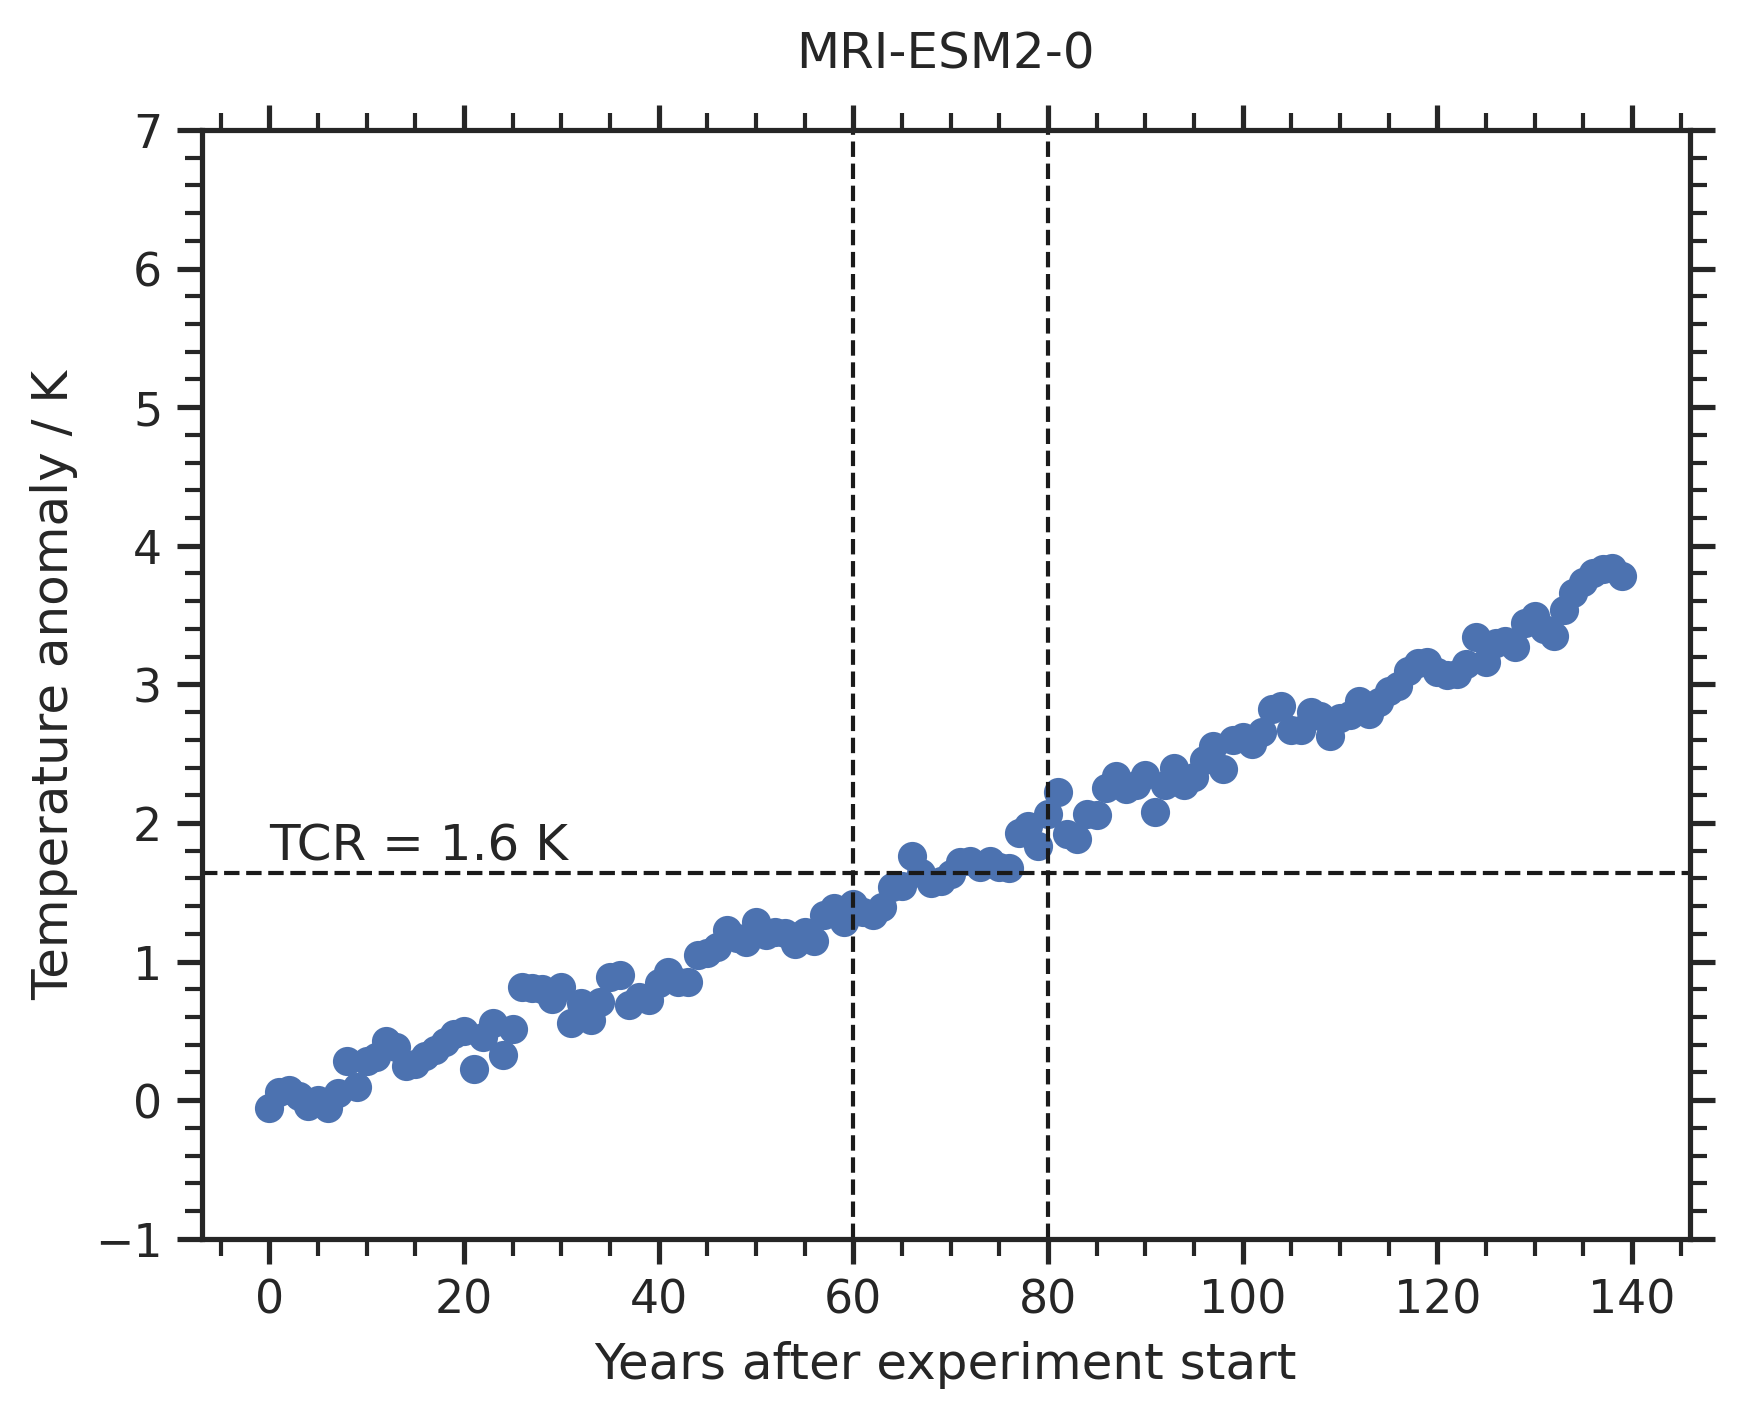 MRI-ESM2-0
7
6
5
4
3
2
1
0
−1
Temperature anomaly / K
TCR = 1.6 K
0 20 40 60 80 100 120 140
Years after experiment start